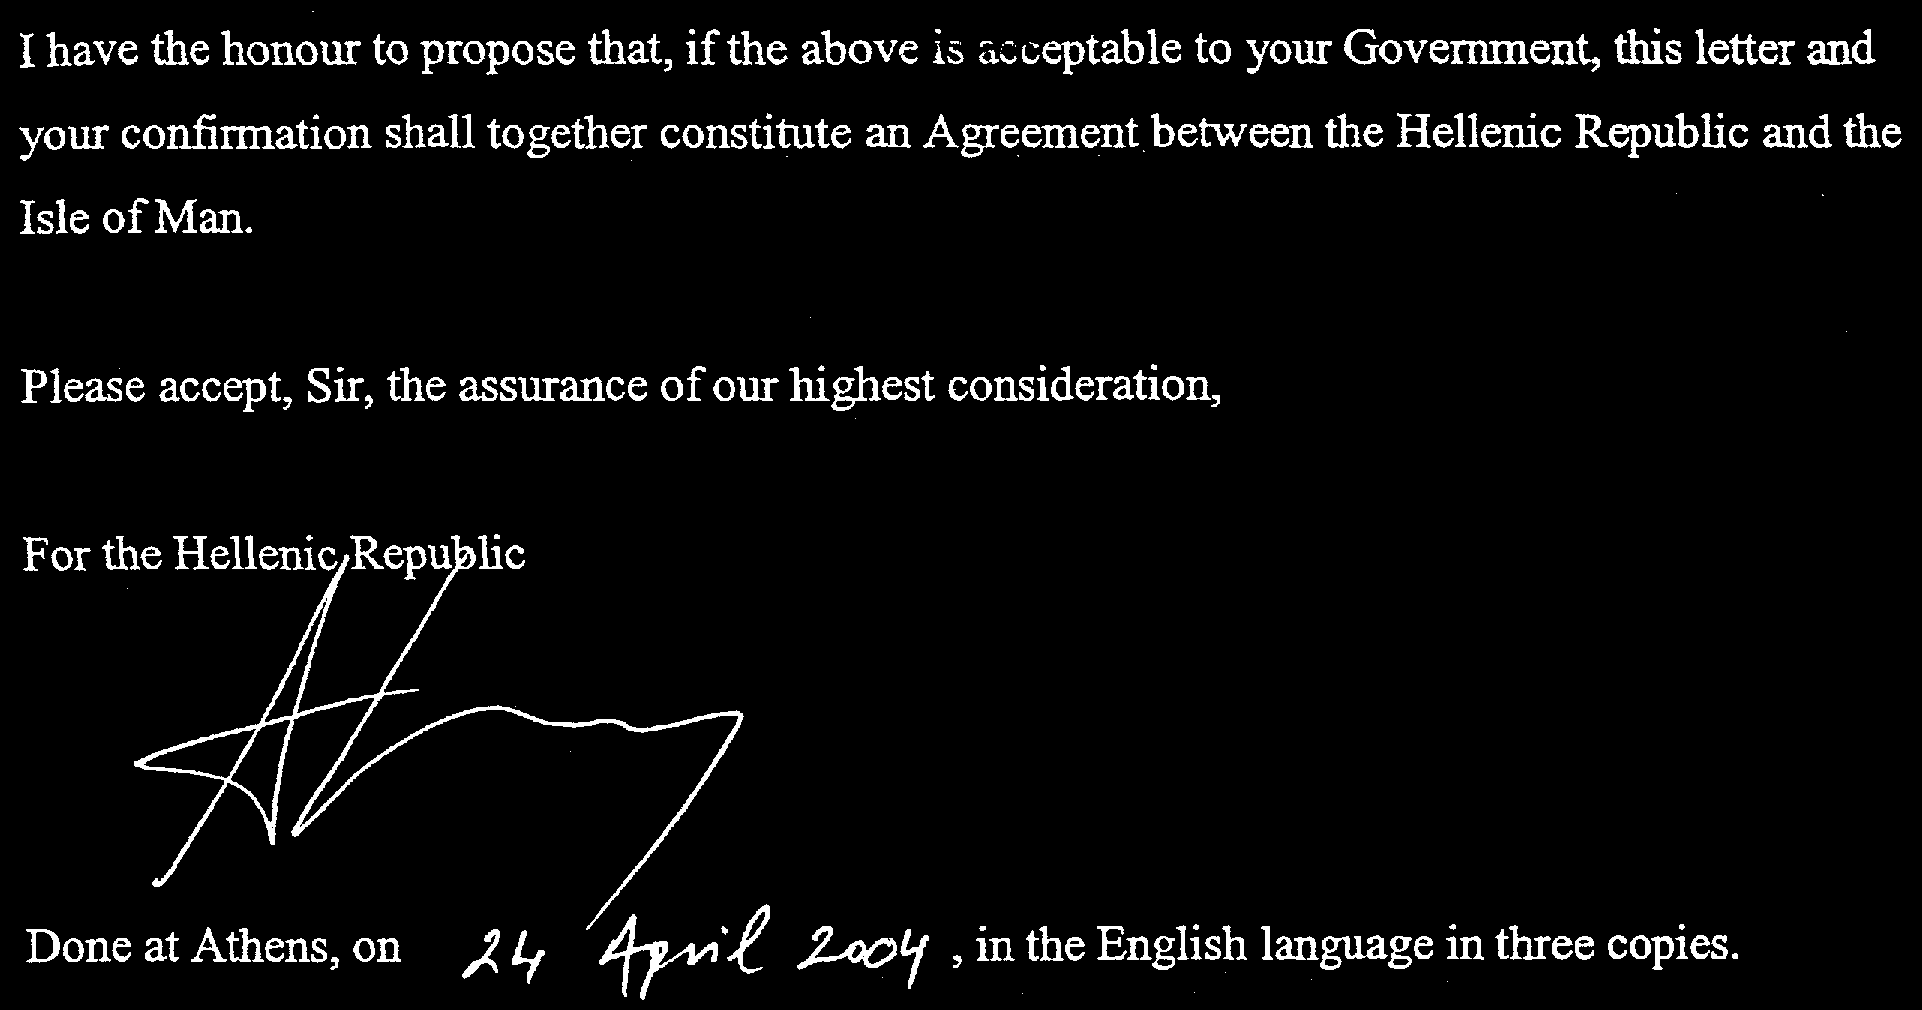 I have the honour to propose that, if the above is acceptable to your Government, this letter and
your confirmation shall together constitute an Agreement between the Hellenic Republic and the
Isle of Man.
Please accept, Sir, the assurance of our highest consideration,
For the Hellenic Republic
Done at Athens, on 24 April 2004, in the English language in three copies.